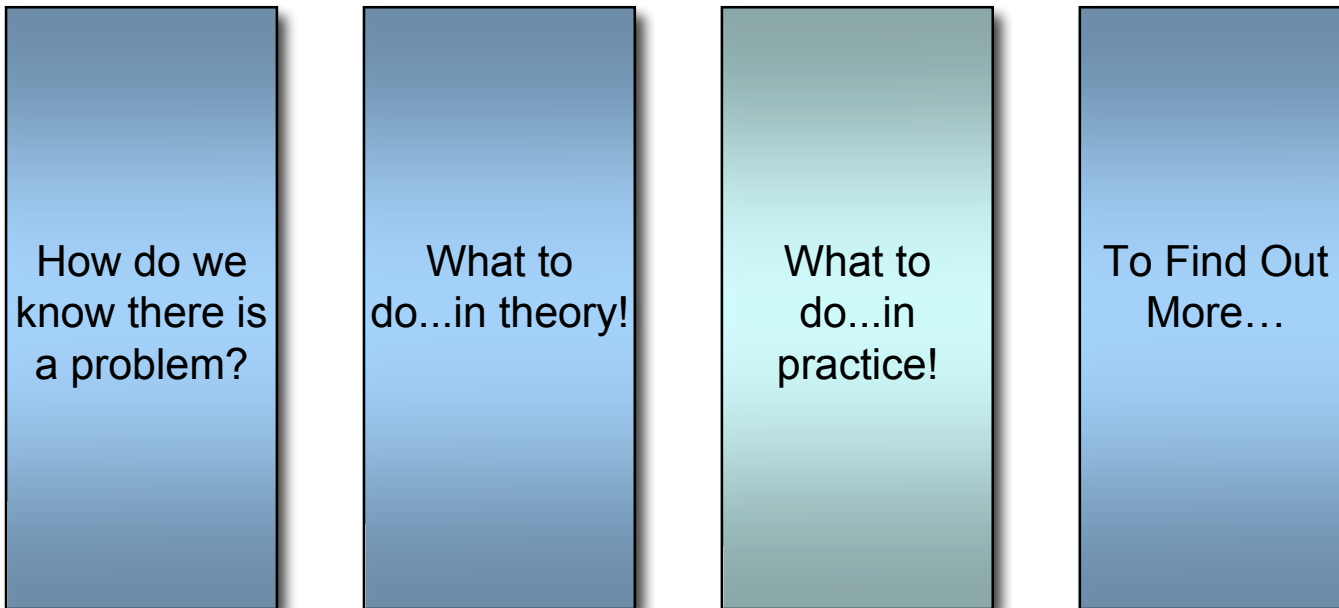 How do we
know there is
a problem?
What to
do...in theory!
What to
do...in
practice!
To Find Out
More…